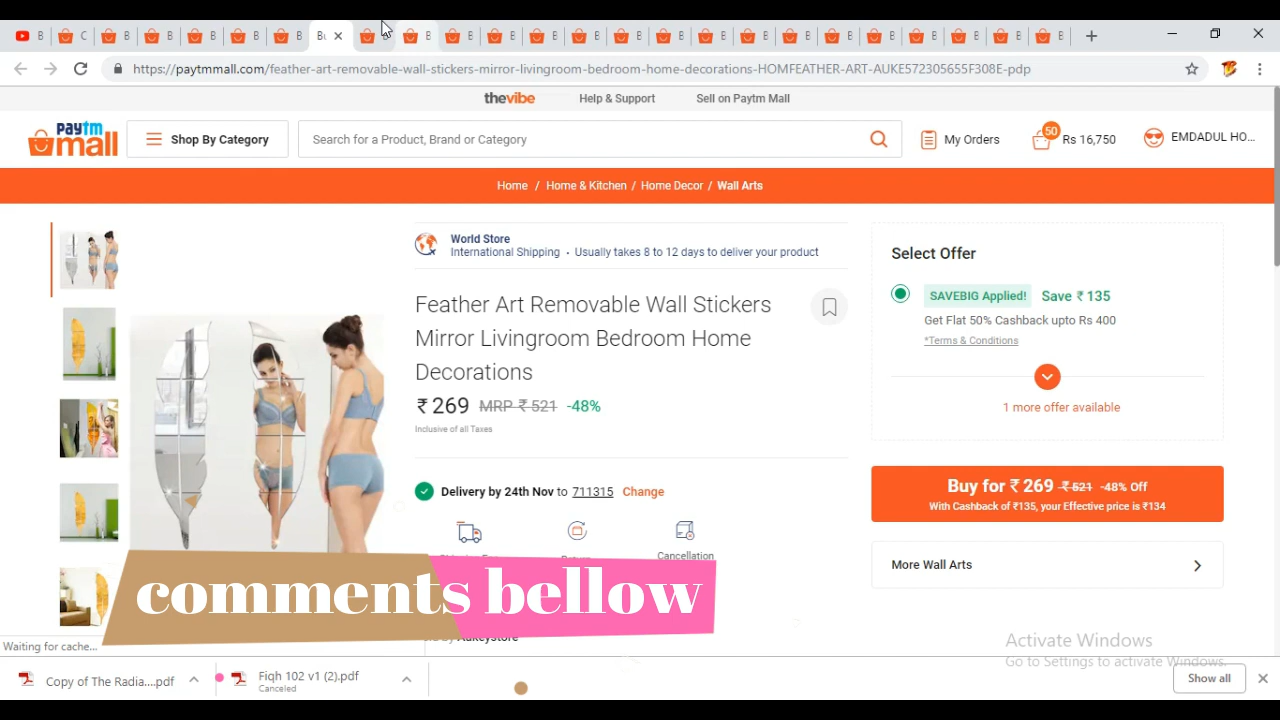 https://paytmmall.com/feather-art-removable-wall-stickers-mirror-livingroom-bedroom-home-decorations-HOMFEATHER-ART-AUKE572305655F308E-pdp
thevibe Help & Support Sell on Paytm Mall
paytm
mall
Shop By Category
Search for a Product, Brand or Category
My Orders
50
Rs 16,750
EMDADUL HO...
Home / Home & Kitchen / Home Decor / Wall Arts
World Store
International Shipping • Usually takes 8 to 12 days to deliver your product
Feather Art Removable Wall Stickers
Mirror Livingroom Bedroom Home
Decorations
₹ 269 MRP ₹ 521 -48%
Inclusive of all Taxes
Delivery by 24th Nov to 711315 Change
Cancellation
Select Offer
SAVEBIG Applied! Save ₹ 135
Get Flat 50% Cashback upto Rs 400
*Terms & Conditions
1 more offer available
Buy for ₹ 269 ₹ 521 -48% Off
With Cashback of ₹135, your Effective price is ₹134
More Wall Arts
comments bellow
Waiting for cache...
Activate Windows
Go to Settings to activate Windows.
Copy of The Radia....pdf
Fiqh 102 v1 (2).pdf
Canceled
Show all